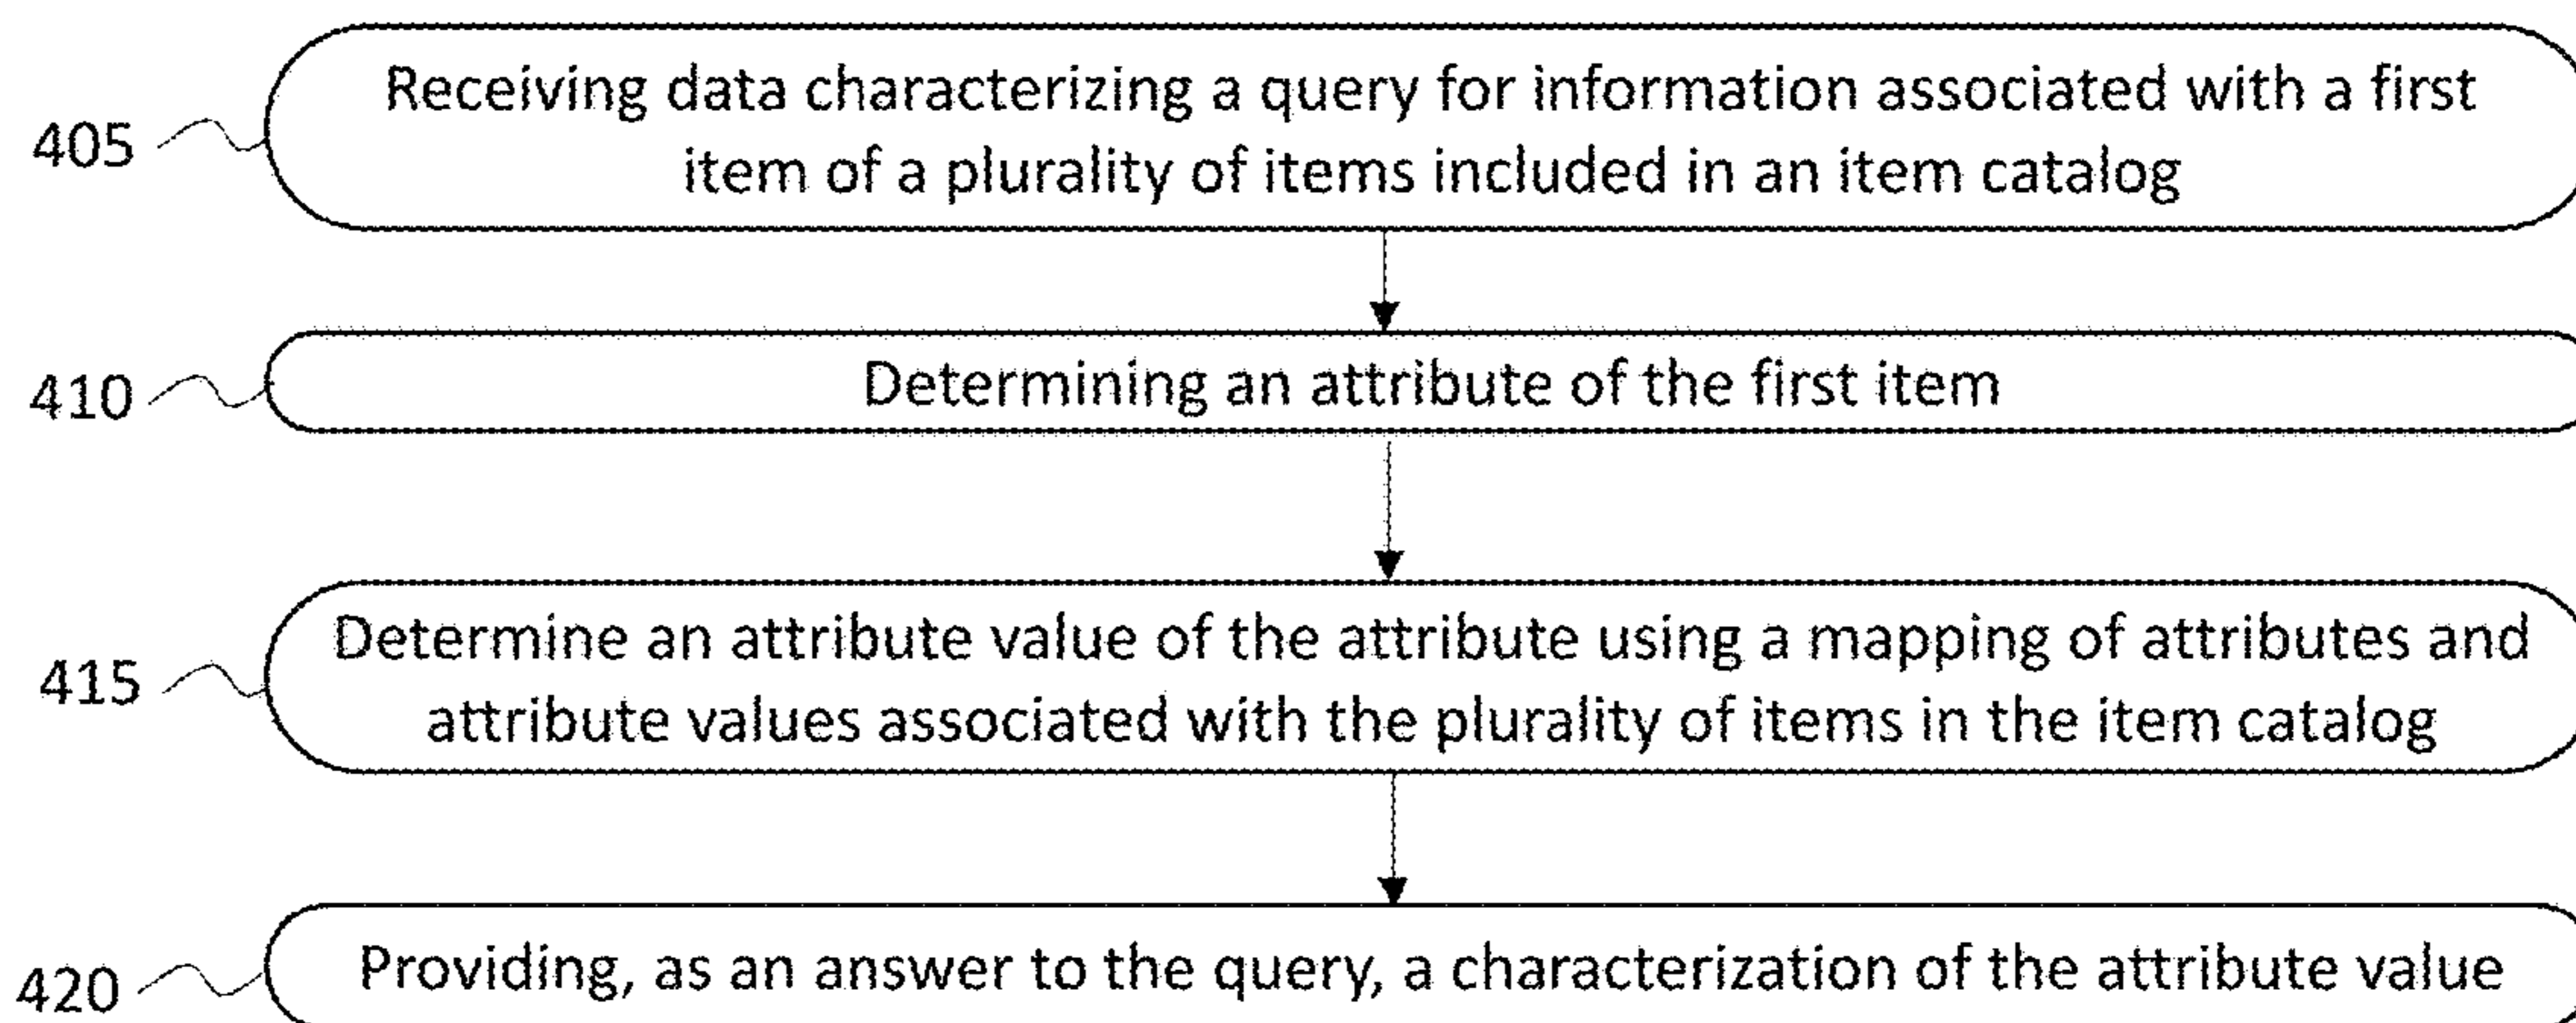 405
Receiving data characterizing a query for information associated with a first
item of a plurality of items included in an item catalog
410
Determining an attribute of the first item
415
Determine an attribute value of the attribute using a mapping of attributes and
attribute values associated with the plurality of items in the item catalog
420
Providing, as an answer to the query, a characterization of the attribute value